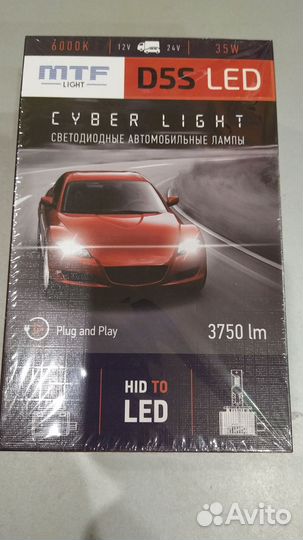 6000K 12V 24V 35W
MTF
LIGHT
D5S LED
CYBER LIGHT
СВЕТОДИОДНЫЕ АВТОМОБИЛЬНЫЕ ЛАМПЫ
Plug and Play
3750 lm
HID TO
LED
Avito